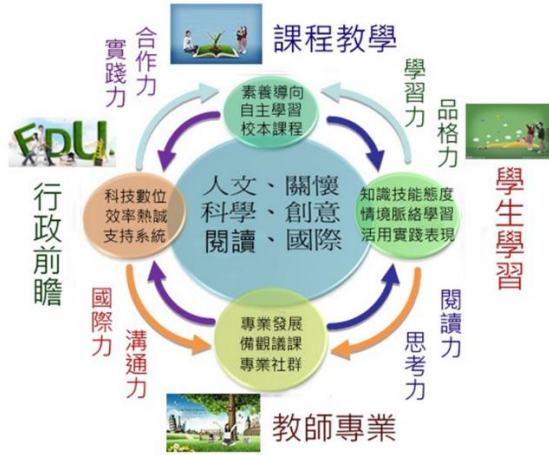 課程教學
合作力
實踐力
學習力
品格力
素養導向
自主學習
校本課程
EDU.
行政前瞻
科技數位
效率熱誠
支持系統
人文、關懷
科學、創意
閱讀、國際
知識技能態度
情境脈絡學習
活用實踐表現
學生學習
國際力
溝通力
專業發展
備觀議課
專業社群
閱讀力
思考力
教師專業